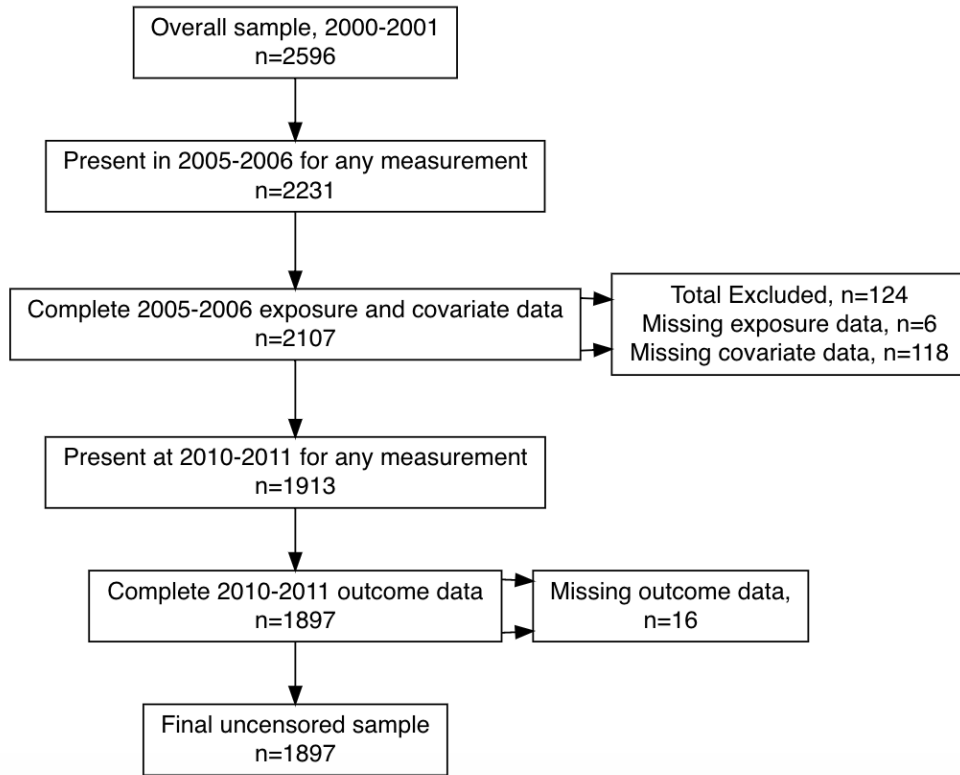 Overall sample, 2000-2001
n=2596
Present in 2005-2006 for any measurement
n=2231
Complete 2005-2006 exposure and covariate data
n=2107
Total Excluded, n=124
Missing exposure data, n=6
Missing covariate data, n=118
Present at 2010-2011 for any measurement
n=1913
Complete 2010-2011 outcome data
n=1897
Missing outcome data,
n=16
Final uncensored sample
n=1897